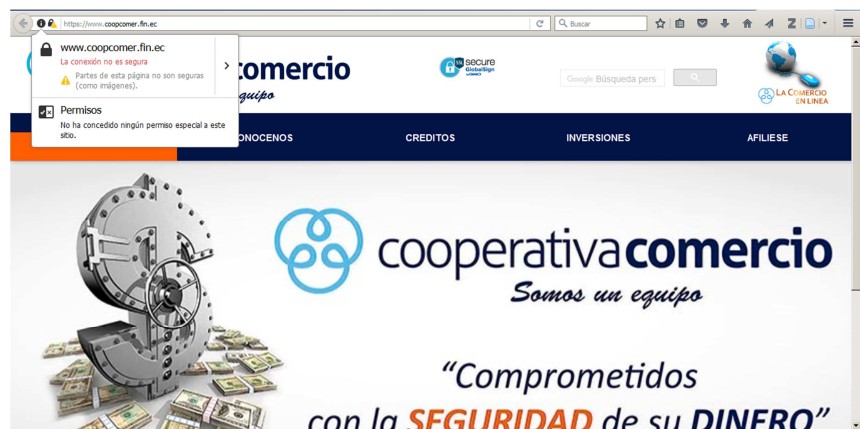 https://www.coopcomer.fin.ec
Buscar
www.coopcomer.fin.ec
La conexión no es segura
Partes de esta página no son seguras
(como imágenes).
Permisos
No ha concedido ningún permiso especial a este
sitio.
comercio
equipo
SSL secure
GlobalSign
Google Búsqueda pers
LA COMERCIO
EN LINEA
ONOCENOS
CREDITOS
INVERSIONES
AFILIESE
cooperativacomercio
Somos un equipo
"Comprometidos
con la SEGURIDAD de su DINERO"